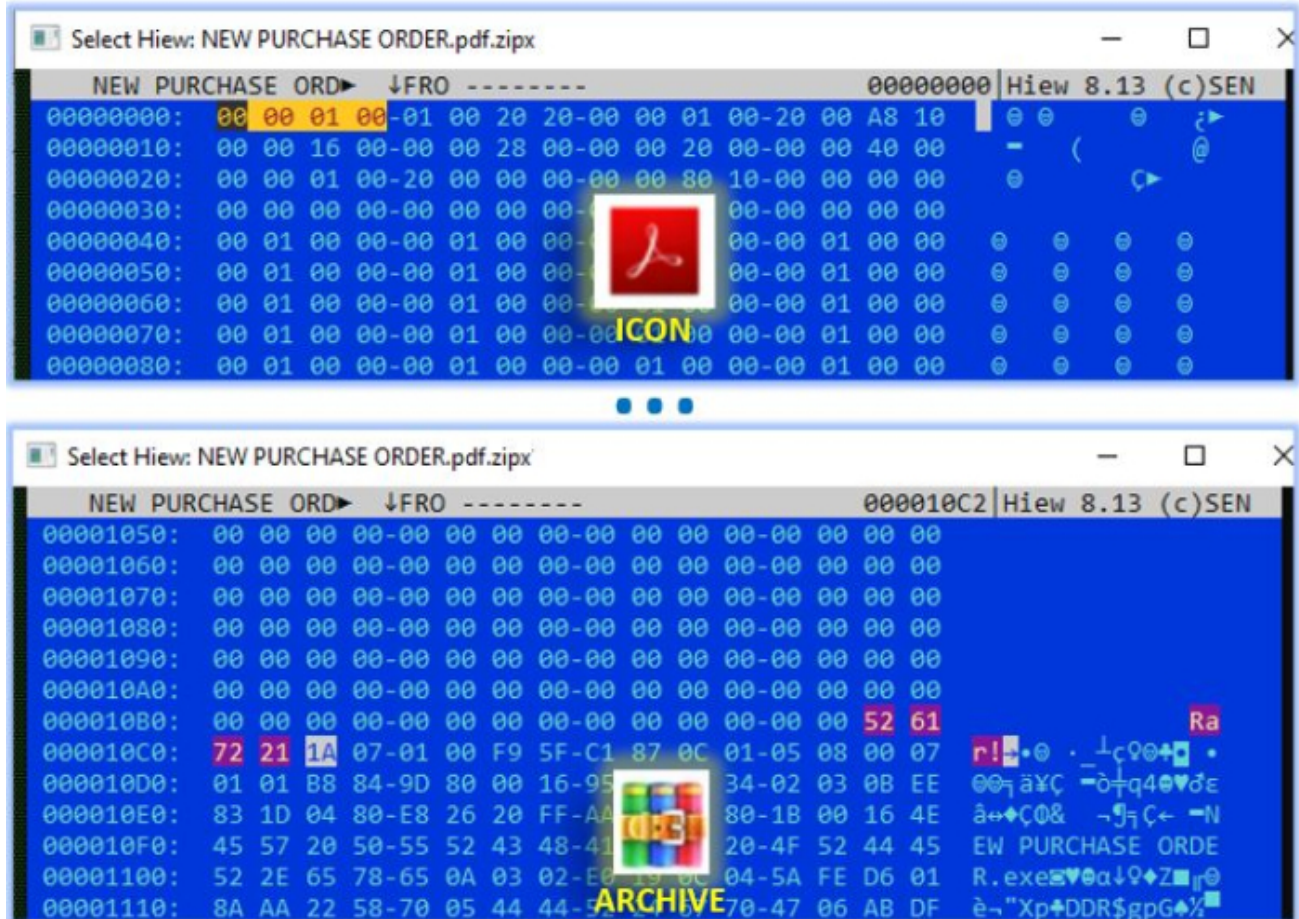 Select Hiew: NEW PURCHASE ORDER.pdf.zipx
NEW PURCHASE ORD► ↓FRO -------- 00000000|Hiew 8.13 (c)SEN
00000000: 00 00 01 00-01 00 20 20-00 00 01 00-20 00 A8 10 ☺ ☺ ☺ ¿►
00000010: 00 00 16 00-00 00 28 00-00 00 20 00-00 00 40 00 ▬ ( @
00000020: 00 00 01 00-20 00 00 00-00 00 80 10-00 00 00 00 ☺ Ç►
00000030: 00 00 00 00-00 00 00 00- 00-00 00 00 00
00000040: 00 01 00 00-00 01 00 00- 00-00 01 00 00 ☺ ☺ ☺ ☺
00000050: 00 01 00 00-00 01 00 00- 00-00 01 00 00 ☺ ☺ ☺ ☺
00000060: 00 01 00 00-00 01 00 00-00 01 00 00-00 01 00 00 ☺ ☺ ☺ ☺
00000070: 00 01 00 00-00 01 00 00-00 00-00 01 00 00 ☺ ☺ ☺ ☺
ICON
00000080: 00 01 00 00-00 01 00 00-00 01 00 00-00 01 00 00 ☺ ☺ ☺ ☺
Select Hiew: NEW PURCHASE ORDER.pdf.zipx
NEW PURCHASE ORD► ↓FRO -------- 000010C2|Hiew 8.13 (c)SEN
00001050: 00 00 00 00-00 00 00 00-00 00 00 00-00 00 00 00
00001060: 00 00 00 00-00 00 00 00-00 00 00 00-00 00 00 00
00001070: 00 00 00 00-00 00 00 00-00 00 00 00-00 00 00 00
00001080: 00 00 00 00-00 00 00 00-00 00 00 00-00 00 00 00
00001090: 00 00 00 00-00 00 00 00-00 00 00 00-00 00 00 00
000010A0: 00 00 00 00-00 00 00 00-00 00 00 00-00 00 00 00
000010B0: 00 00 00 00-00 00 00 00-00 00 00 00-00 00 52 61 Ra
000010C0: 72 21 1A 07-01 00 F9 5F-C1 87 0C 01-05 08 00 07 r!→•☺ ·_┴ç♀☺♣◘ •
000010D0: 01 01 B8 84-9D 80 00 16-95 34-02 03 0B EE ☺☺╕ä¥Ç ▬ò╪q4☻♥♂ε
000010E0: 83 1D 04 80-E8 26 20 FF-AA 80-1B 00 16 4E â↔♦ÇΦ& Ç← ▬N
000010F0: 45 57 20 50-55 52 43 48-41 20-4F 52 44 45 EW PURCHASE ORDE
00001100: 52 2E 65 78-65 0A 03 02-E0 19 0C 04-5A FE D6 01 R.exe◙♥☻α↓♀♦Z■╓☺
ARCHIVE
00001110: 8A AA 22 58-70 05 44 44- 70-47 06 AB DF è¬"Xp♣DDR$gpG♠½▀